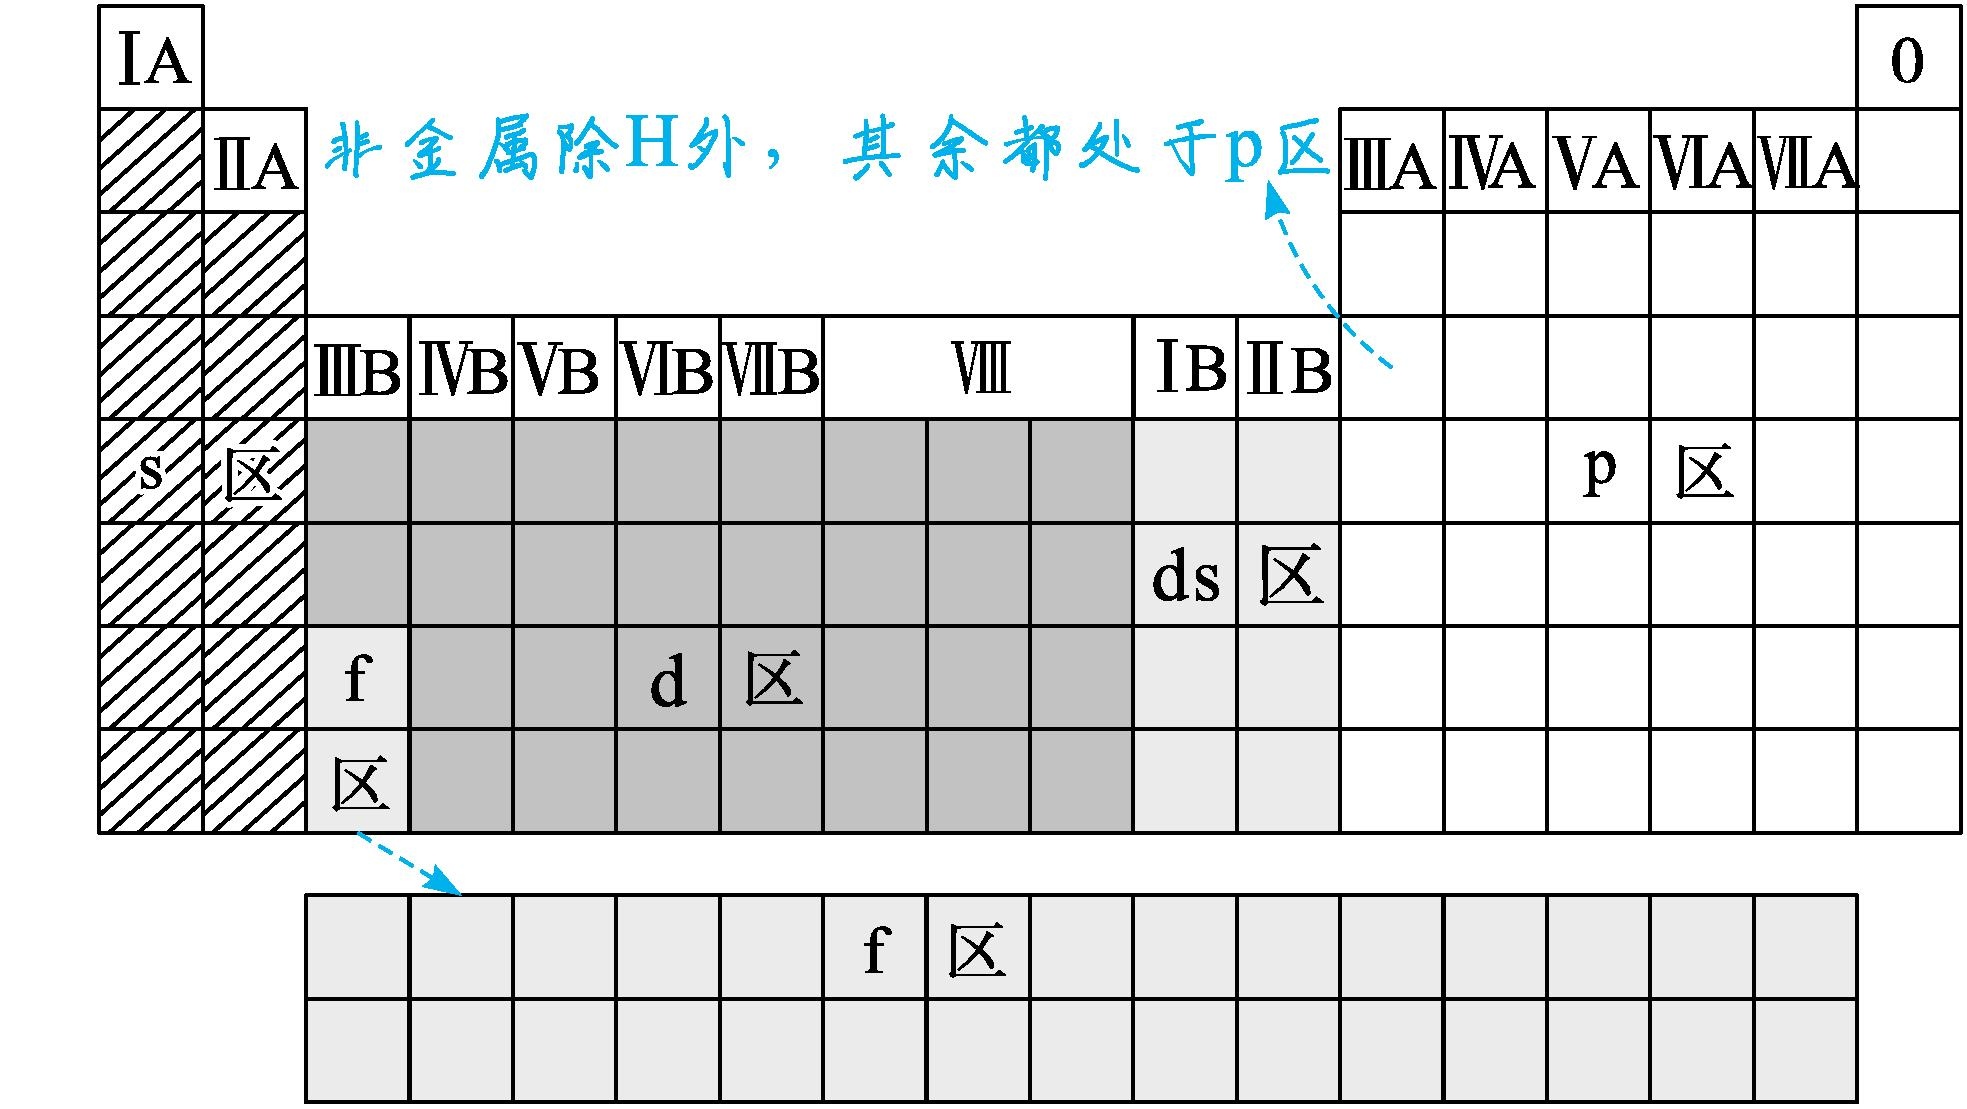 ⅠA 0
ⅡA 非金属除H外，其余都处于p区 ⅢA ⅣA ⅤA ⅥA ⅦA
ⅢB ⅣB ⅤB ⅥB ⅦB Ⅷ ⅠB ⅡB
s 区 p 区
ds 区
f d 区
区
f 区